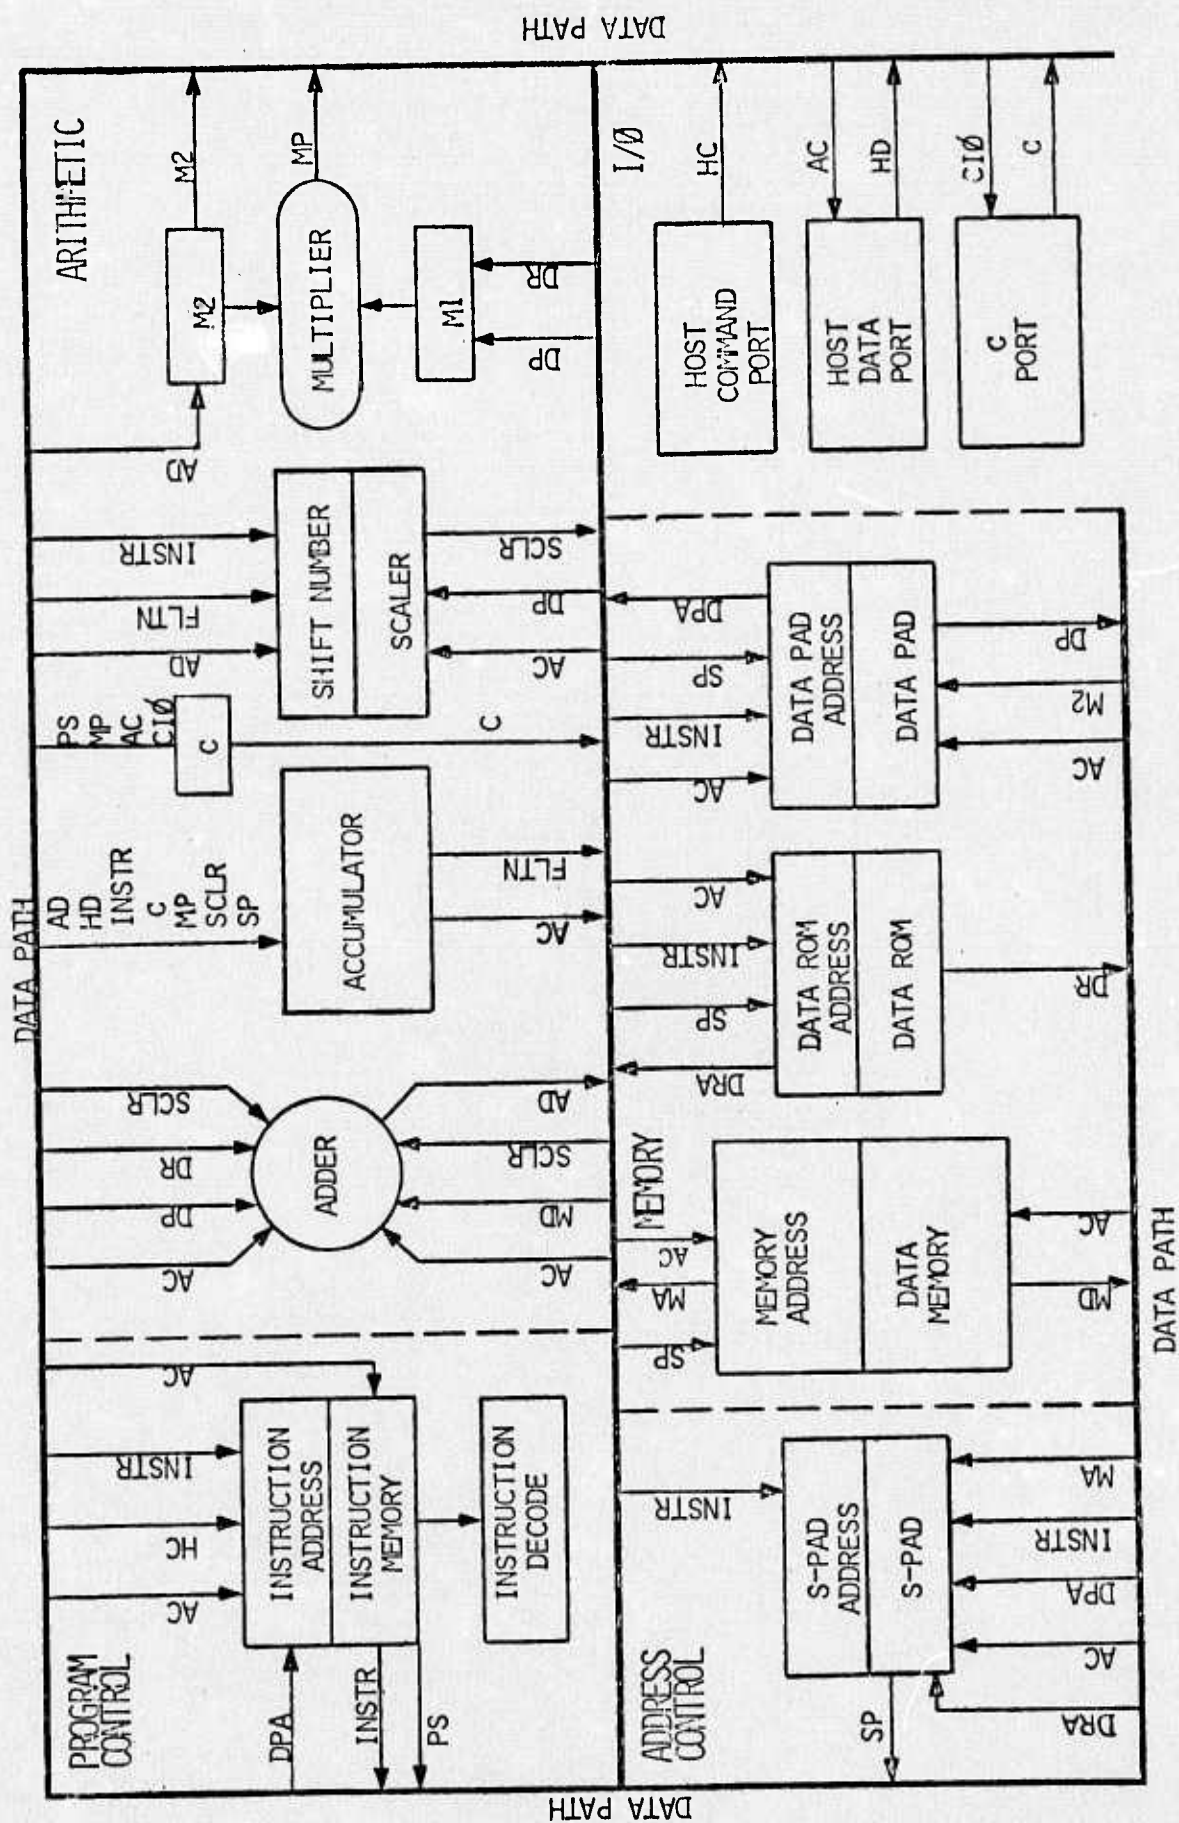 DATA PATH
PROGRAM
CONTROL
AC
HC
INSTR
AC
DPA
INSTR
PS
INSTRUCTION
ADDRESS
INSTRUCTION
MEMORY
INSTRUCTION
DECODE
AC
DP
DR
SCLR
ADDER
AC
MD
SCLR
AD
AD
HD
INSTR
C
MP
SCLR
SP
ACCUMULATOR
AC
FLTN
PS
MP
AC
CIØ
C
C
AD
FLTN
INSTR
SHIFT NUMBER
SCALER
AC
DP
SCLR
ARITHMETIC
AD
M2
M2
MULTIPLIER
MP
M1
DP
DR
DATA PATH
DATA PATH
ADDRESS
CONTROL
INSTR
S-PAD
ADDRESS
S-PAD
SP
DRA
AC
DPA
INSTR
MA
MEMORY
SP
MA
AC
MEMORY
ADDRESS
DATA
MEMORY
MD
AC
DRA
SP
INSTR
AC
DATA ROM
ADDRESS
DATA ROM
DR
AC
INSTR
SP
DPA
DATA PAD
ADDRESS
DATA PAD
AC
M2
DP
I/Ø
HOST
COMMAND
PORT
HC
HOST
DATA
PORT
AC
HD
C
PORT
CIØ
C
DATA PATH